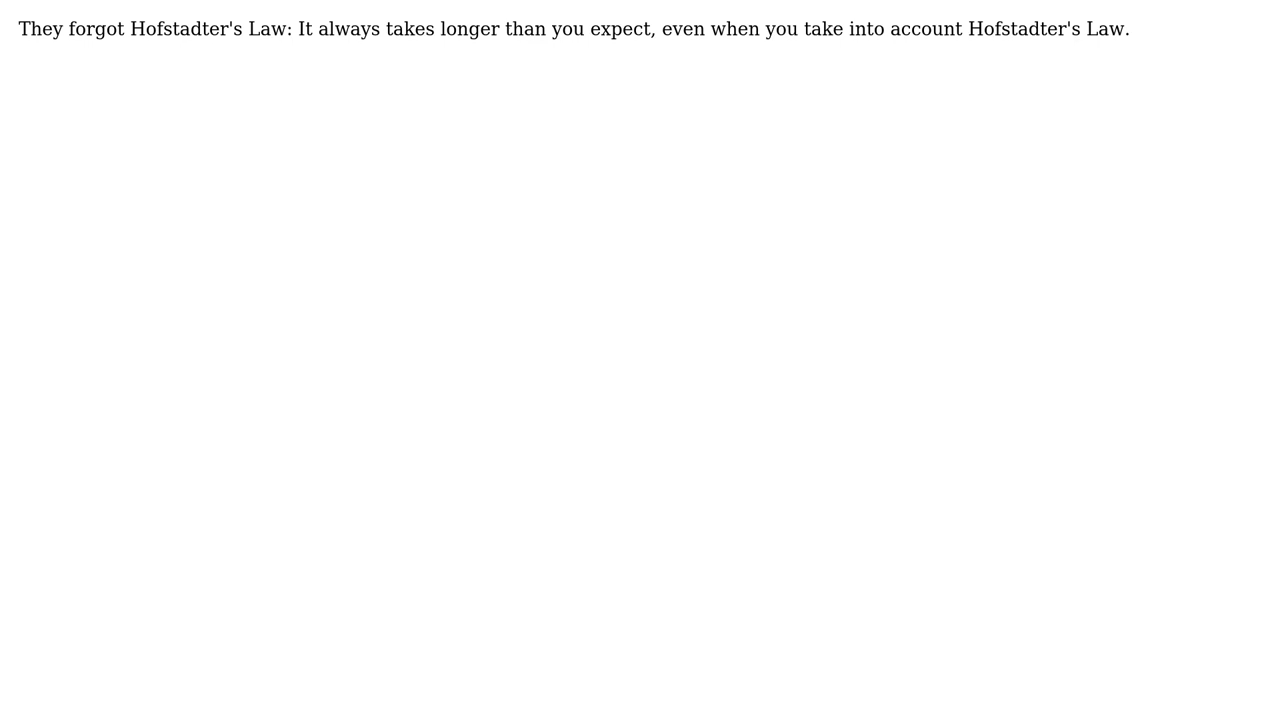 They forgot Hofstadter's Law: It always takes longer than you expect, even when you take into account Hofstadter's Law.